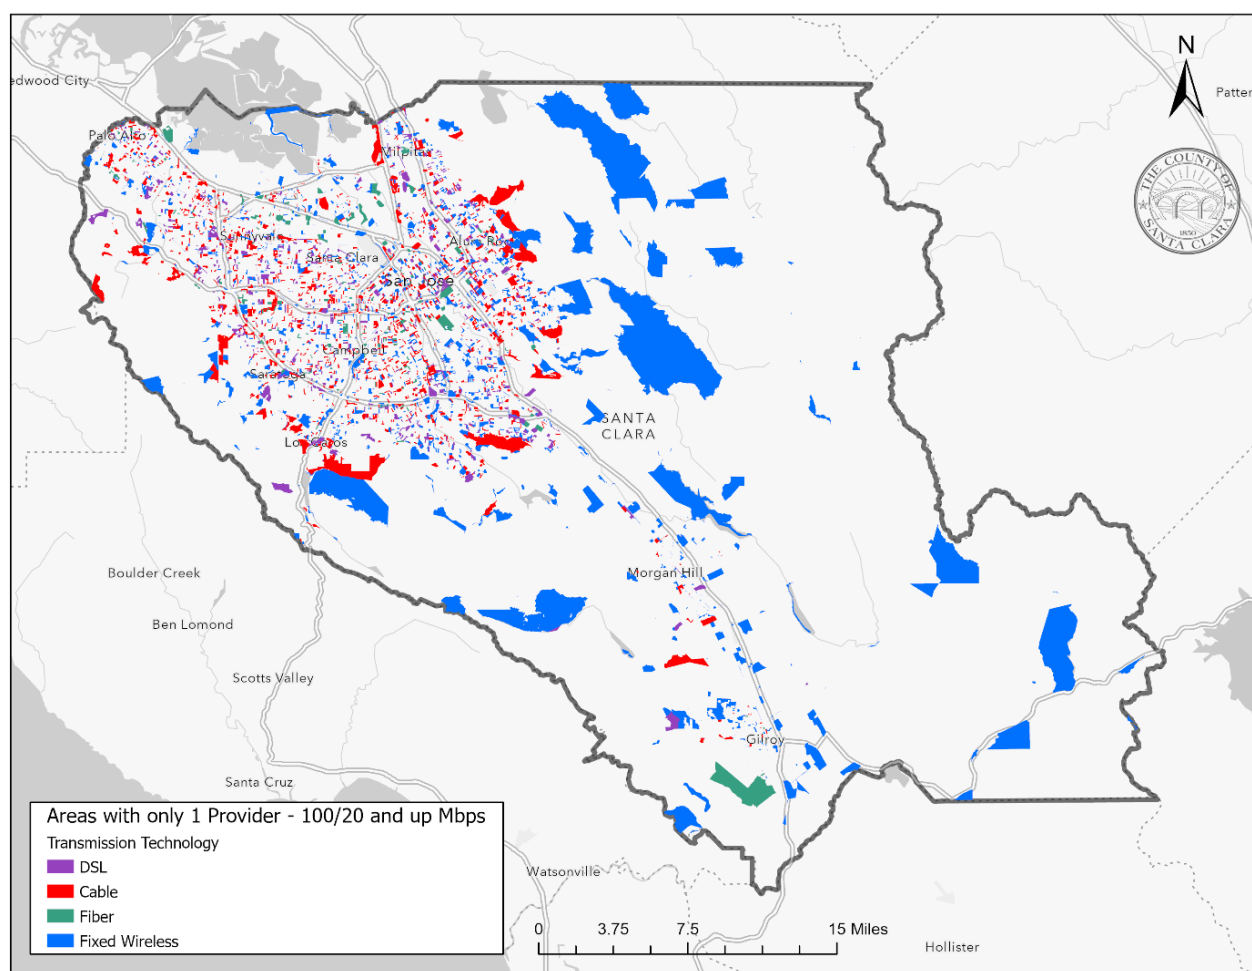 N
edwood City
Patter
Palo Alto
Milpitas
THE COUNTY OF
SANTA CLARA
1850
Sunnyvale
Alum Rock
Santa Clara
San Jose
Campbell
Saratoga
SANTA
CLARA
Los Gatos
Boulder Creek
Morgan Hill
Ben Lomond
Scotts Valley
Gilroy
Santa Cruz
Areas with only 1 Provider - 100/20 and up Mbps
Transmission Technology
DSL
Cable
Fiber
Fixed Wireless
Watsonville
0 3.75 7.5 15 Miles
Hollister